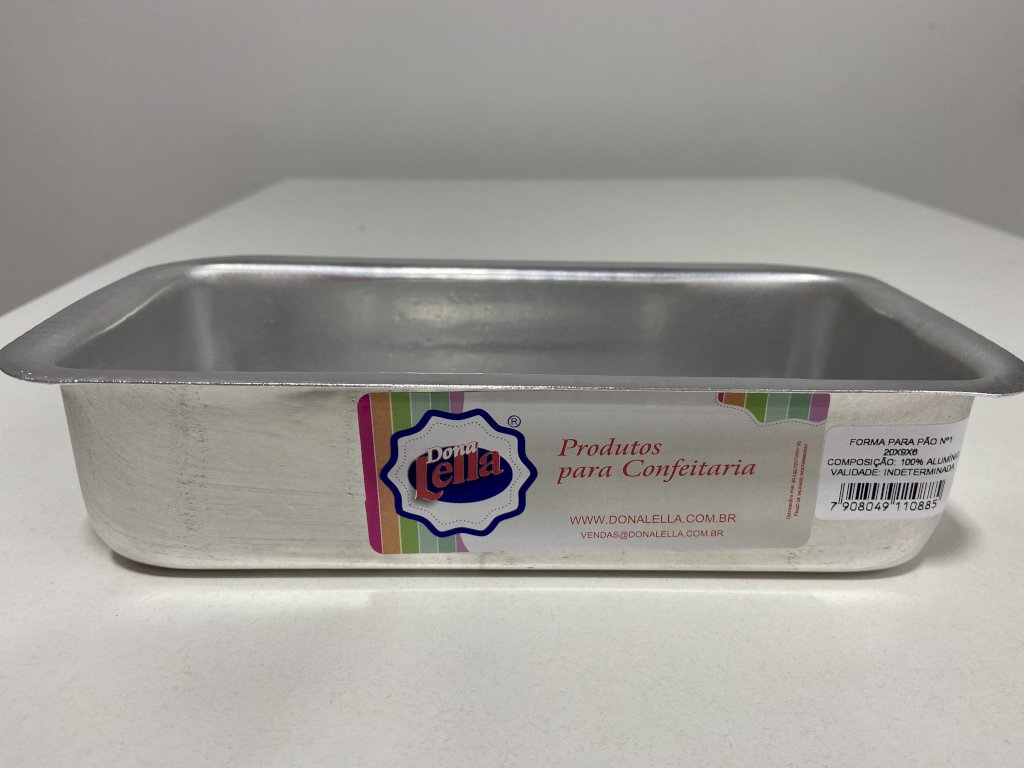 Dona
Lella
®
Produtos
para Confeitaria
WWW.DONALELLA.COM.BR
VENDAS@DONALELLA.COM.BR
FORMA PARA PÃO Nº1
20X9X6
COMPOSIÇÃO: 100% ALUMÍNI
VALIDADE: INDETERMINADA
7 908049 110885